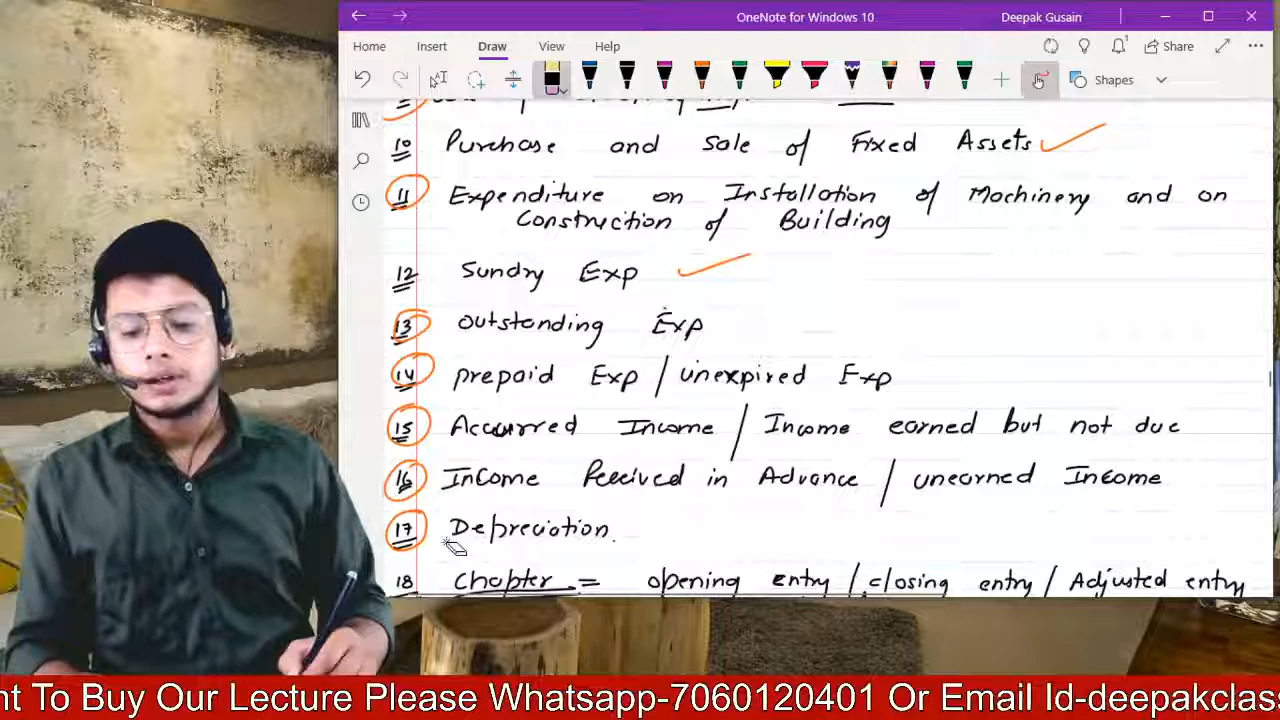 OneNote for Windows 10
Deepak Gusain
Home Insert Draw View Help
Share
Shapes
10 Purchase and Sale of Fixed Assets
11 Expenditure on Installation of Machinery and on
Construction of Building
12 Sundry Exp
13 Outstanding Exp
14 prepaid Exp / unexpired Exp
15 Accurred Income / Income earned but not due
16 Income Received in Advance / unearned Income
17 Depreciation.
18 Chapter = opening entry / closing entry / Adjusted entry
nt To Buy Our Lecture Please Whatsapp-7060120401 Or Email Id-deepakclass